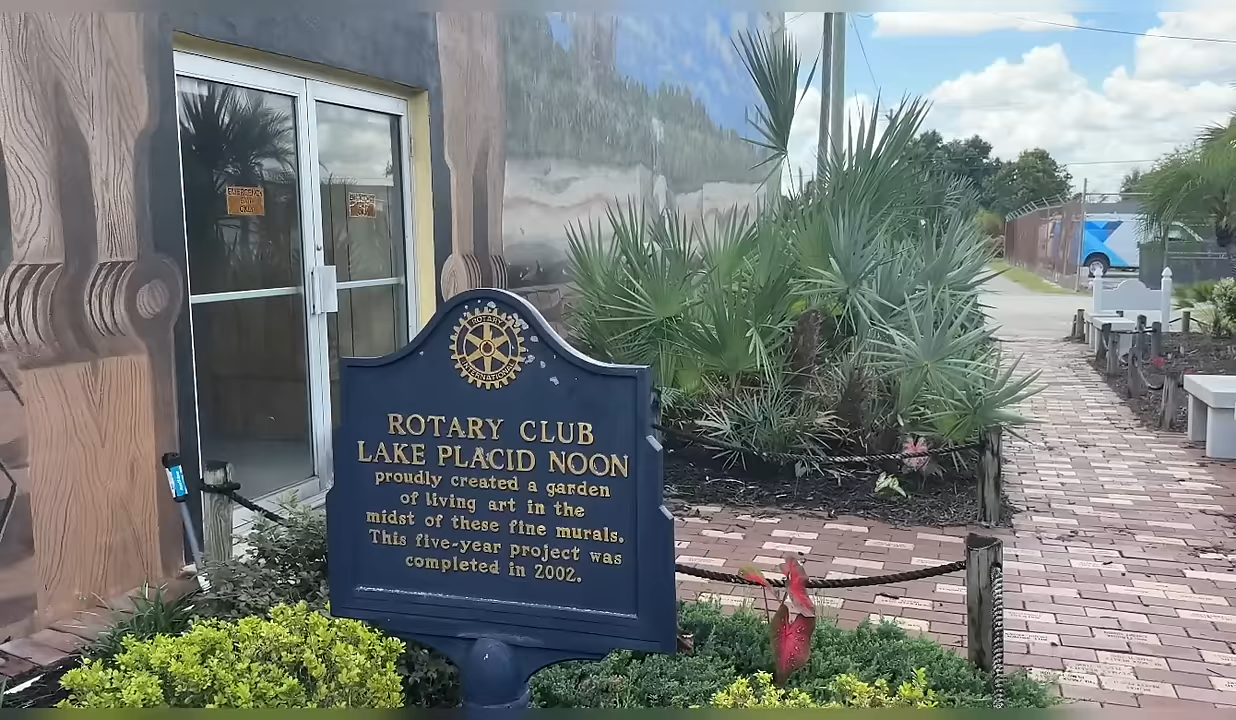 EMERGENCY
EXIT
ONLY
ROTARY
INTERNATIONAL
ROTARY CLUB
LAKE PLACID NOON
proudly created a garden
of living art in the
midst of these fine murals.
This five-year project was
completed in 2002.